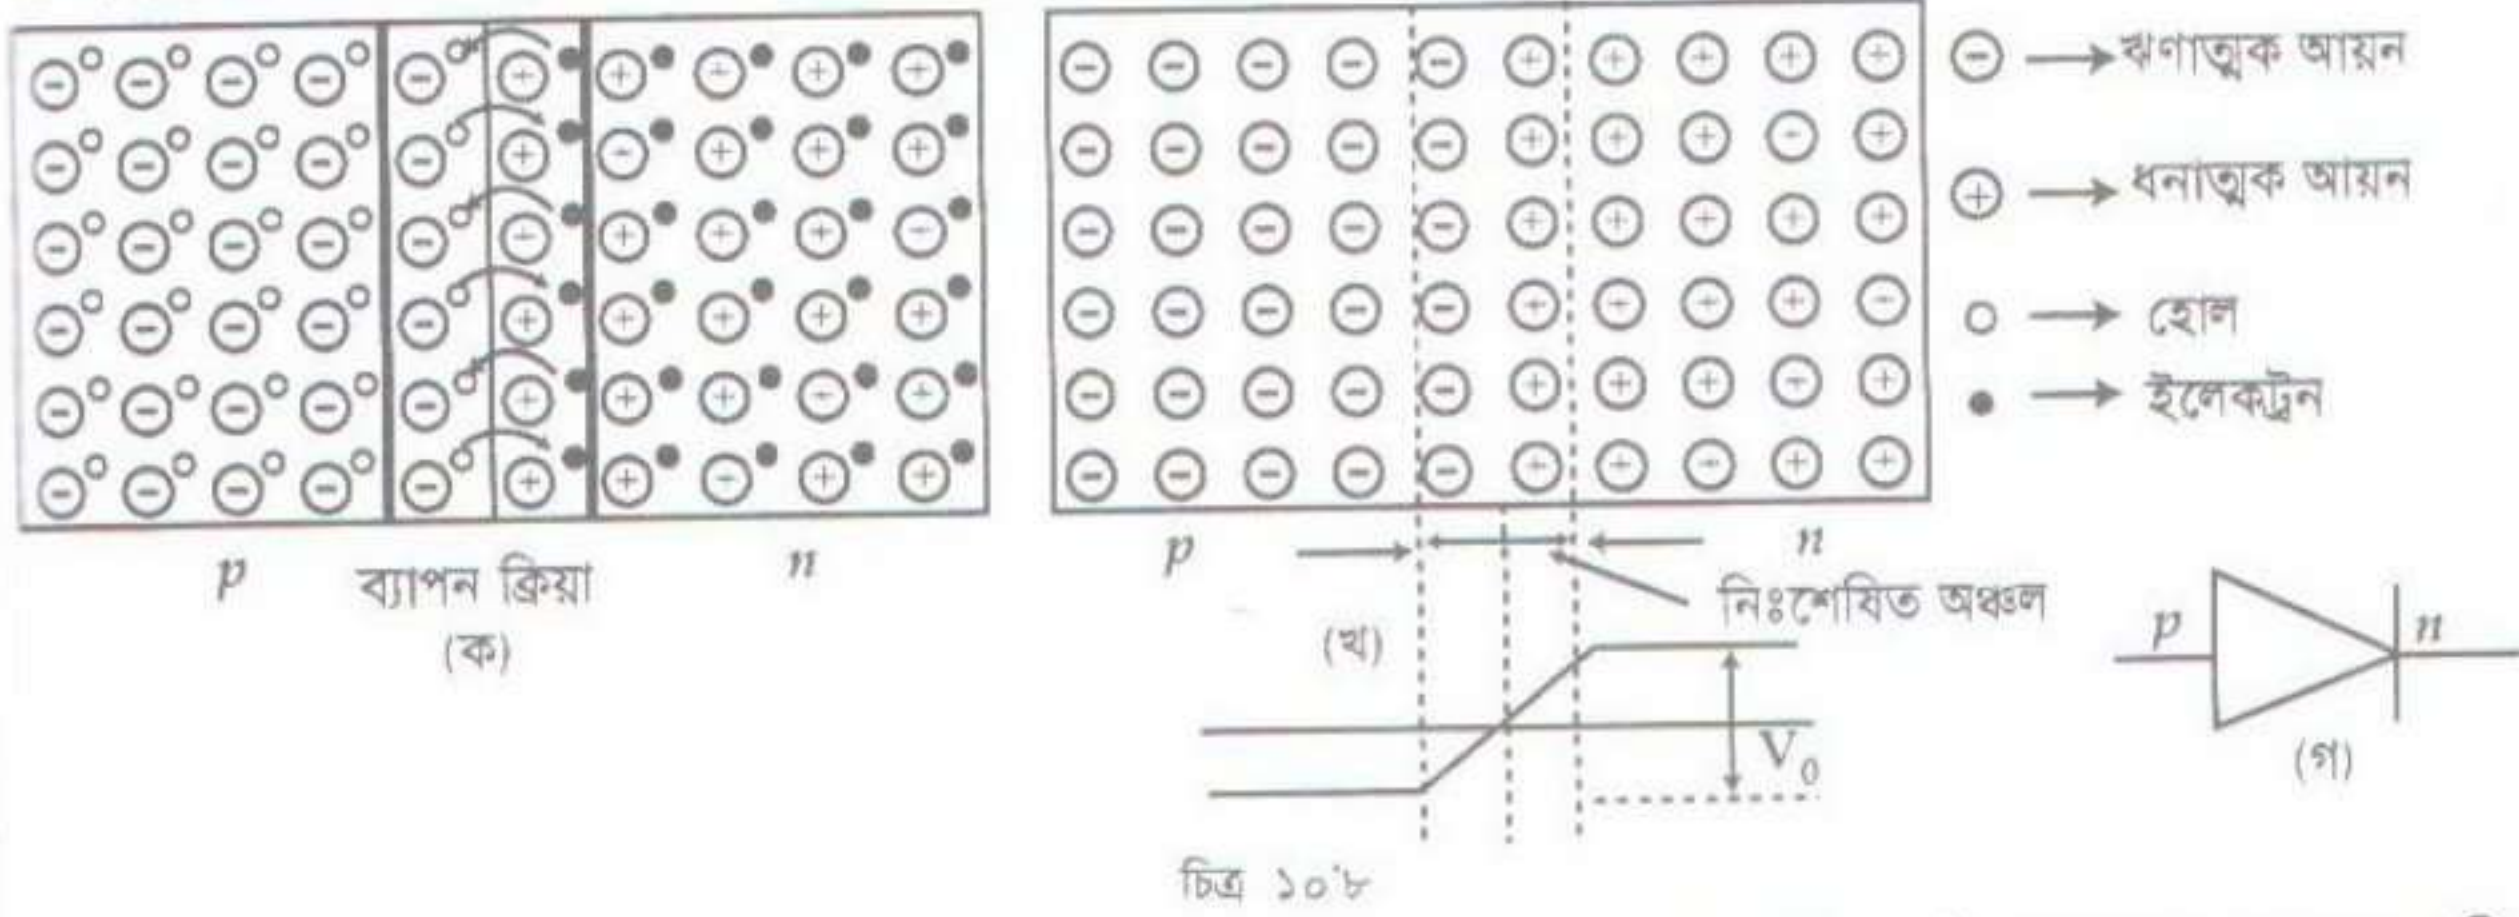 ঋণাত্মক আয়ন
ধনাত্মক আয়ন
হোল
ইলেকট্রন
p ব্যাপন ক্রিয়া n
(ক)
p n
নিঃশেষিত অঞ্চল
(খ)
V₀
p n
(গ)
চিত্র ১০'৮